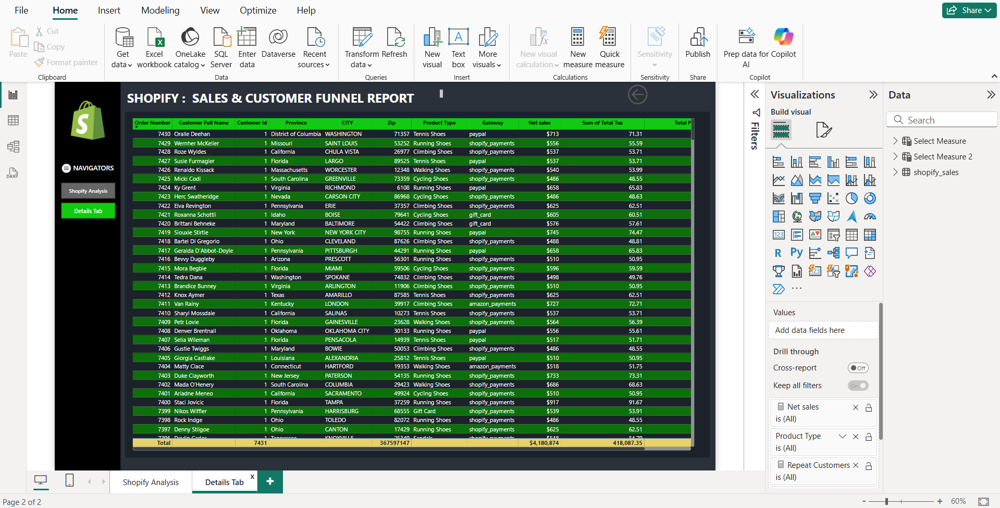 File Home Insert Modeling View Optimize Help Share
Paste Cut Copy Format painter
Clipboard
Get data Excel workbook OneLake catalog SQL Server Enter data Dataverse Recent sources
Data
Transform data Refresh
Queries
New visual Text box More visuals
Insert
New visual calculation New measure Quick measure
Calculations
Sensitivity
Sensitivity
Publish
Share
Prep data for AI Copilot
Copilot
SHOPIFY : SALES & CUSTOMER FUNNEL REPORT
NAVIGATORS
Shopify Analysis
Details Tab
Order Number Customer Full Name Customer Id Province CITY Zip Product Type Gateway Net sales Sum of Total Tax Total P
7430 Oralle Deehan 1 District of Columbia WASHINGTON 71357 Tennis Shoes paypal $713 71.31
7429 Wernher McKeller 1 Missouri SAINT LOUIS 53252 Running Shoes shopify_payments $556 55.59
7428 Roze Wyldes 1 California CHULA VISTA 26977 Climbing Shoes shopify_payments $537 53.71
7427 Susie Furmagier 1 Florida LARGO 89525 Tennis Shoes paypal $537 53.71
7426 Renaldo Kissack 1 Massachusetts WORCESTER 12348 Walking Shoes shopify_payments $540 53.99
7425 Micki Codi 1 South Carolina GREENVILLE 73359 Cycling Shoes shopify_payments $486 48.55
7424 Ky Grent 1 Virginia RICHMOND 6108 Running Shoes paypal $658 65.83
7423 Herc Swatheridge 1 Nevada CARSON CITY 86968 Cycling Shoes shopify_payments $486 48.63
7422 Elva Revington 1 Pennsylvania ERIE 37357 Climbing Shoes shopify_payments $625 62.51
7421 Roxanna Schottli 1 Idaho BOISE 79641 Cycling Shoes gift_card $605 60.51
7420 Brittani Behneke 1 Maryland BALTIMORE 54422 Climbing Shoes gift_card $576 57.61
7419 Siouxie Stirtle 1 New York NEW YORK CITY 98755 Running Shoes paypal $745 74.47
7418 Bartel Di Gregorio 1 Ohio CLEVELAND 87626 Climbing Shoes shopify_payments $488 48.81
7417 Geralda D'Abbot-Doyle 1 Pennsylvania PITTSBURGH 44291 Running Shoes paypal $658 65.83
7416 Bevvy Duggleby 1 Arizona PRESCOTT 56301 Running Shoes shopify_payments $510 50.95
7415 Mora Begbie 1 Florida MIAMI 59506 Cycling Shoes shopify_payments $596 59.59
7414 Tedra Dana 1 Washington SPOKANE 74832 Climbing Shoes shopify_payments $498 49.76
7413 Brandice Bunney 1 Virginia ARLINGTON 11906 Climbing Shoes shopify_payments $510 50.95
7412 Knox Aymer 1 Texas AMARILLO 87585 Tennis Shoes shopify_payments $625 62.51
7411 Van Rainy 1 Kentucky LONDON 39917 Climbing Shoes amazon_payments $727 72.71
7410 Sharyl Mossdale 1 California SALINAS 10273 Tennis Shoes shopify_payments $537 53.71
7409 Petr Lovie 1 Florida GAINESVILLE 23628 Walking Shoes shopify_payments $564 56.39
7408 Denver Brentnall 1 Oklahoma OKLAHOMA CITY 30133 Running Shoes paypal $556 55.61
7407 Selia Wileman 1 Florida PENSACOLA 14939 Tennis Shoes paypal $517 51.71
7406 Gustie Twiggs 1 Maryland BOWIE 50053 Climbing Shoes shopify_payments $486 48.55
7405 Giorgia Castlake 1 Louisiana ALEXANDRIA 25812 Tennis Shoes paypal $510 50.95
7404 Matty Clace 1 Connecticut HARTFORD 19353 Walking Shoes amazon_payments $518 51.75
7403 Duke Clayworth 1 New Jersey PATERSON 54135 Running Shoes shopify_payments $733 73.31
7402 Mada O'Henery 1 South Carolina COLUMBIA 29423 Walking Shoes shopify_payments $686 68.63
7401 Ariadne Meneo 1 California SACRAMENTO 49924 Cycling Shoes shopify_payments $510 50.95
7400 Staci Jovicic 1 Florida TAMPA 37259 Running Shoes shopify_payments $917 91.67
7399 Nikos Wiffler 1 Pennsylvania HARRISBURG 68555 Gift Card shopify_payments $539 53.91
7398 Rock Indge 1 Ohio TOLEDO 82072 Running Shoes shopify_payments $486 48.55
7397 Denny Stilgoe 1 Ohio CANTON 17429 Running Shoes shopify_payments $625 62.51
Total 7431 367597147 $4,180,874 418,087.35
Filters
Visualizations
Build visual
123
R Py
123
Values
Add data fields here
Drill through
Cross-report Off
Keep all filters On
Net sales
is (All)
Product Type
is (All)
Repeat Customers
is (All)
Data
Search
Select Measure
Select Measure 2
shopify_sales
DAX
Shopify Analysis Details Tab x +
Page 2 of 2 - + 60%